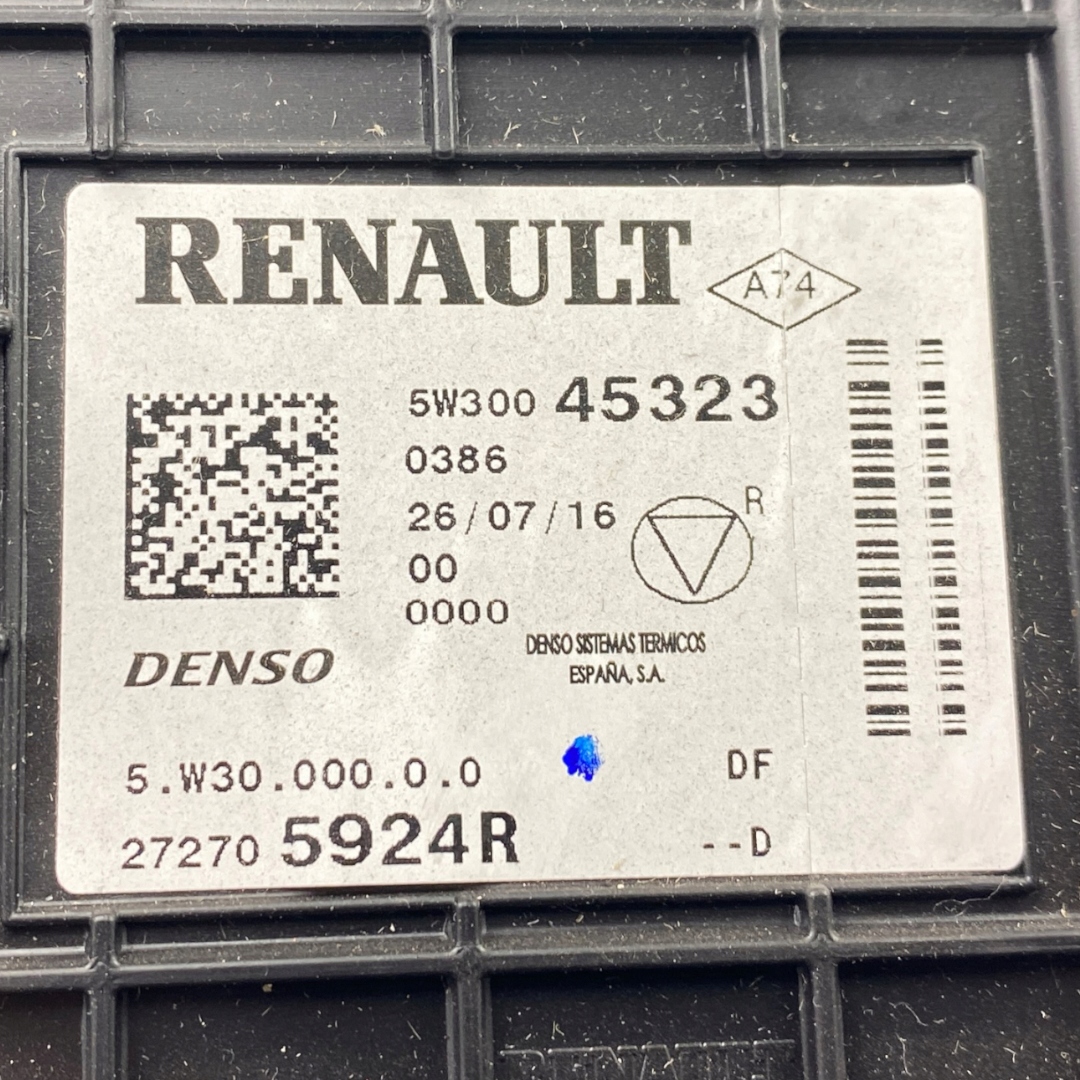 RENAULT
A74
5W300 45323
0386
26/07/16
R
00
0000
DENSO
DENSO SISTEMAS TERMICOS
ESPAÑA, S.A.
5.W30.000.0.0
DF
27270 5924R
--D
RENAULT